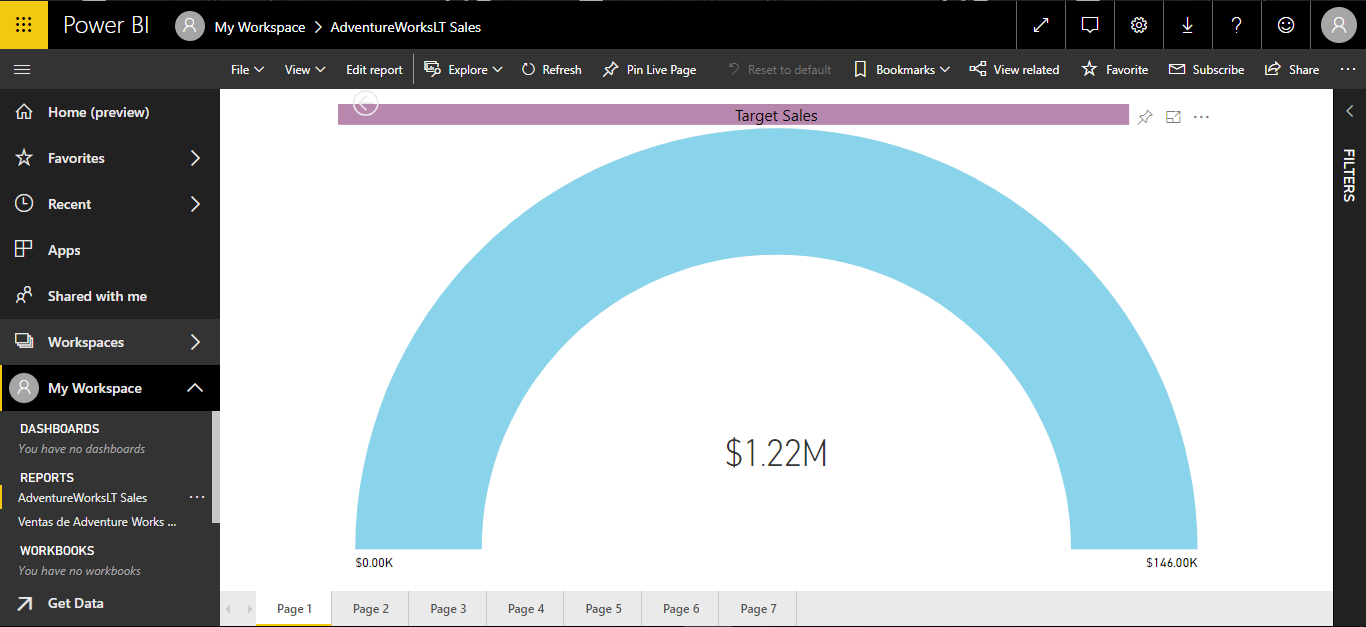 Power BI My Workspace > AdventureWorksLT Sales ?
File View Edit report Explore Refresh Pin Live Page Reset to default Bookmarks View related Favorite Subscribe Share ...
Home (preview)
Favorites
Recent
Apps
Shared with me
Workspaces
My Workspace
DASHBOARDS
You have no dashboards
REPORTS
AdventureWorksLT Sales ...
Ventas de Adventure Works ...
WORKBOOKS
You have no workbooks
Get Data
Target Sales ...
$1.22M
$0.00K $146.00K
Page 1 Page 2 Page 3 Page 4 Page 5 Page 6 Page 7
FILTERS